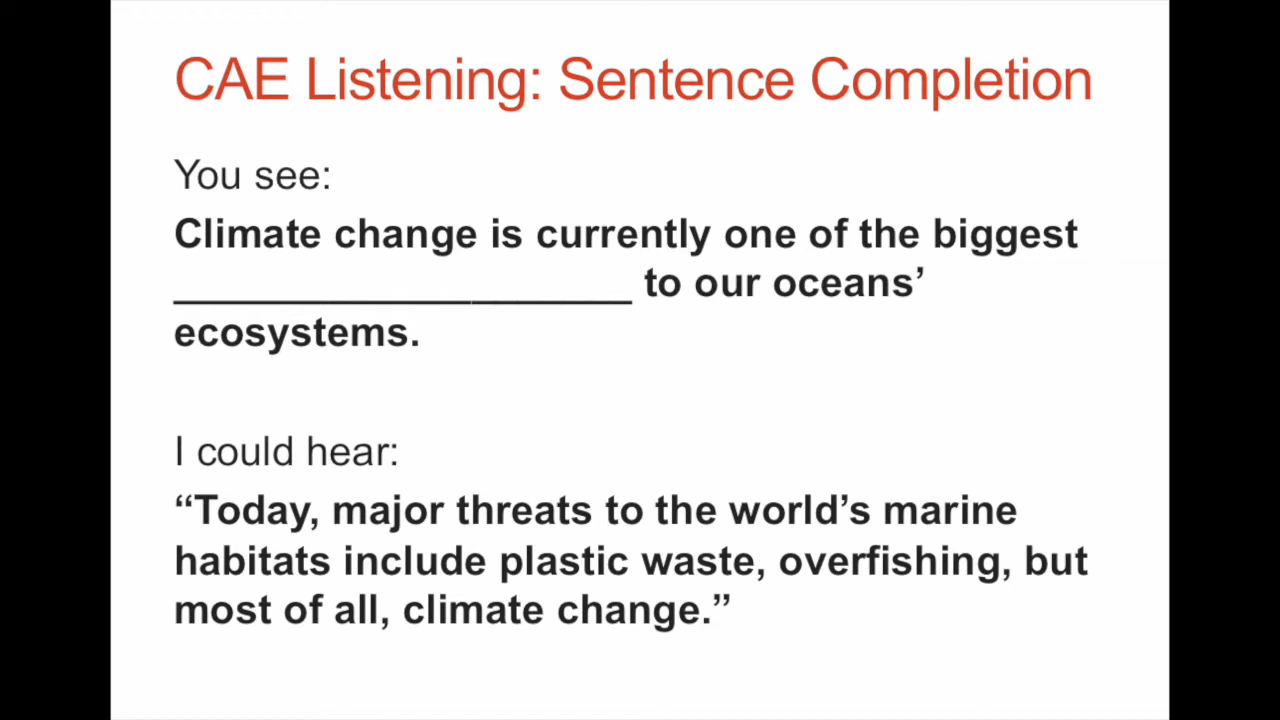 CAE Listening: Sentence Completion
You see:
Climate change is currently one of the biggest
____________________ to our oceans’
ecosystems.
I could hear:
“Today, major threats to the world’s marine
habitats include plastic waste, overfishing, but
most of all, climate change.”